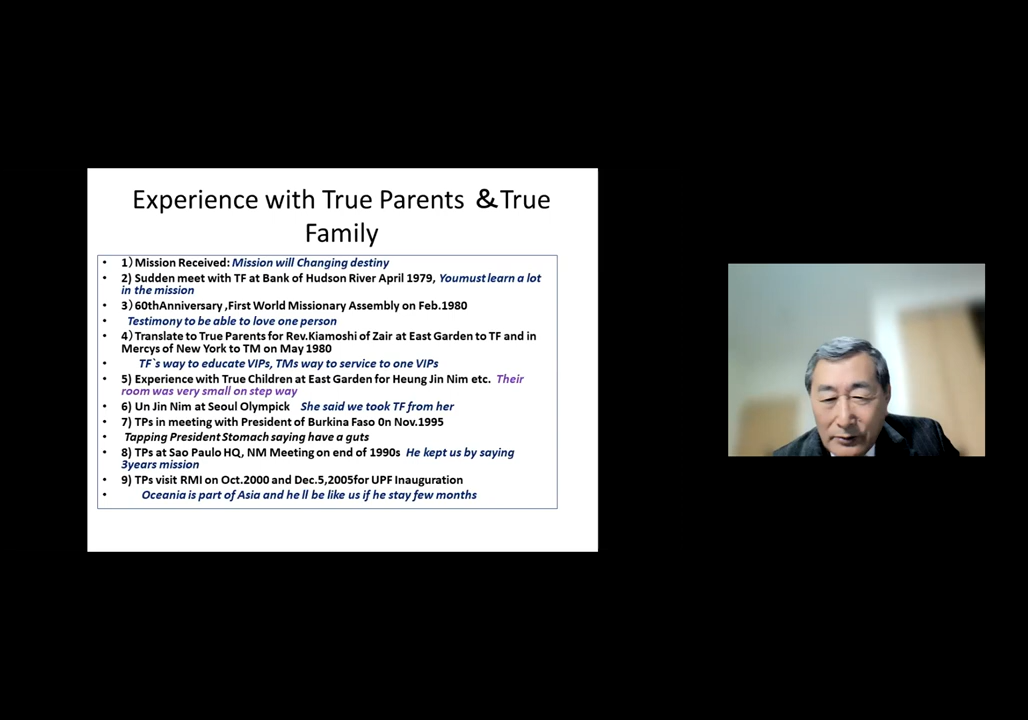 Experience with True Parents &True
Family
• 1)Mission Received: Mission will Changing destiny
• 2) Sudden meet with TF at Bank of Hudson River April 1979, Youmust learn a lot
in the mission
• 3)60thAnniversary ,First World Missionary Assembly on Feb.1980
• Testimony to be able to love one person
• 4)Translate to True Parents for Rev.Kiamoshi of Zair at East Garden to TF and in
Mercys of New York to TM on May 1980
• TF`s way to educate VIPs, TMs way to service to one VIPs
• 5) Experience with True Children at East Garden for Heung Jin Nim etc. Their
room was very small on step way
• 6) Un Jin Nim at Seoul Olympick She said we took TF from her
• 7) TPs in meeting with President of Burkina Faso 0n Nov.1995
• Tapping President Stomach saying have a guts
• 8) TPs at Sao Paulo HQ, NM Meeting on end of 1990s He kept us by saying
3years mission
• 9) TPs visit RMI on Oct.2000 and Dec.5,2005for UPF Inauguration
• Oceania is part of Asia and he ll be like us if he stay few months